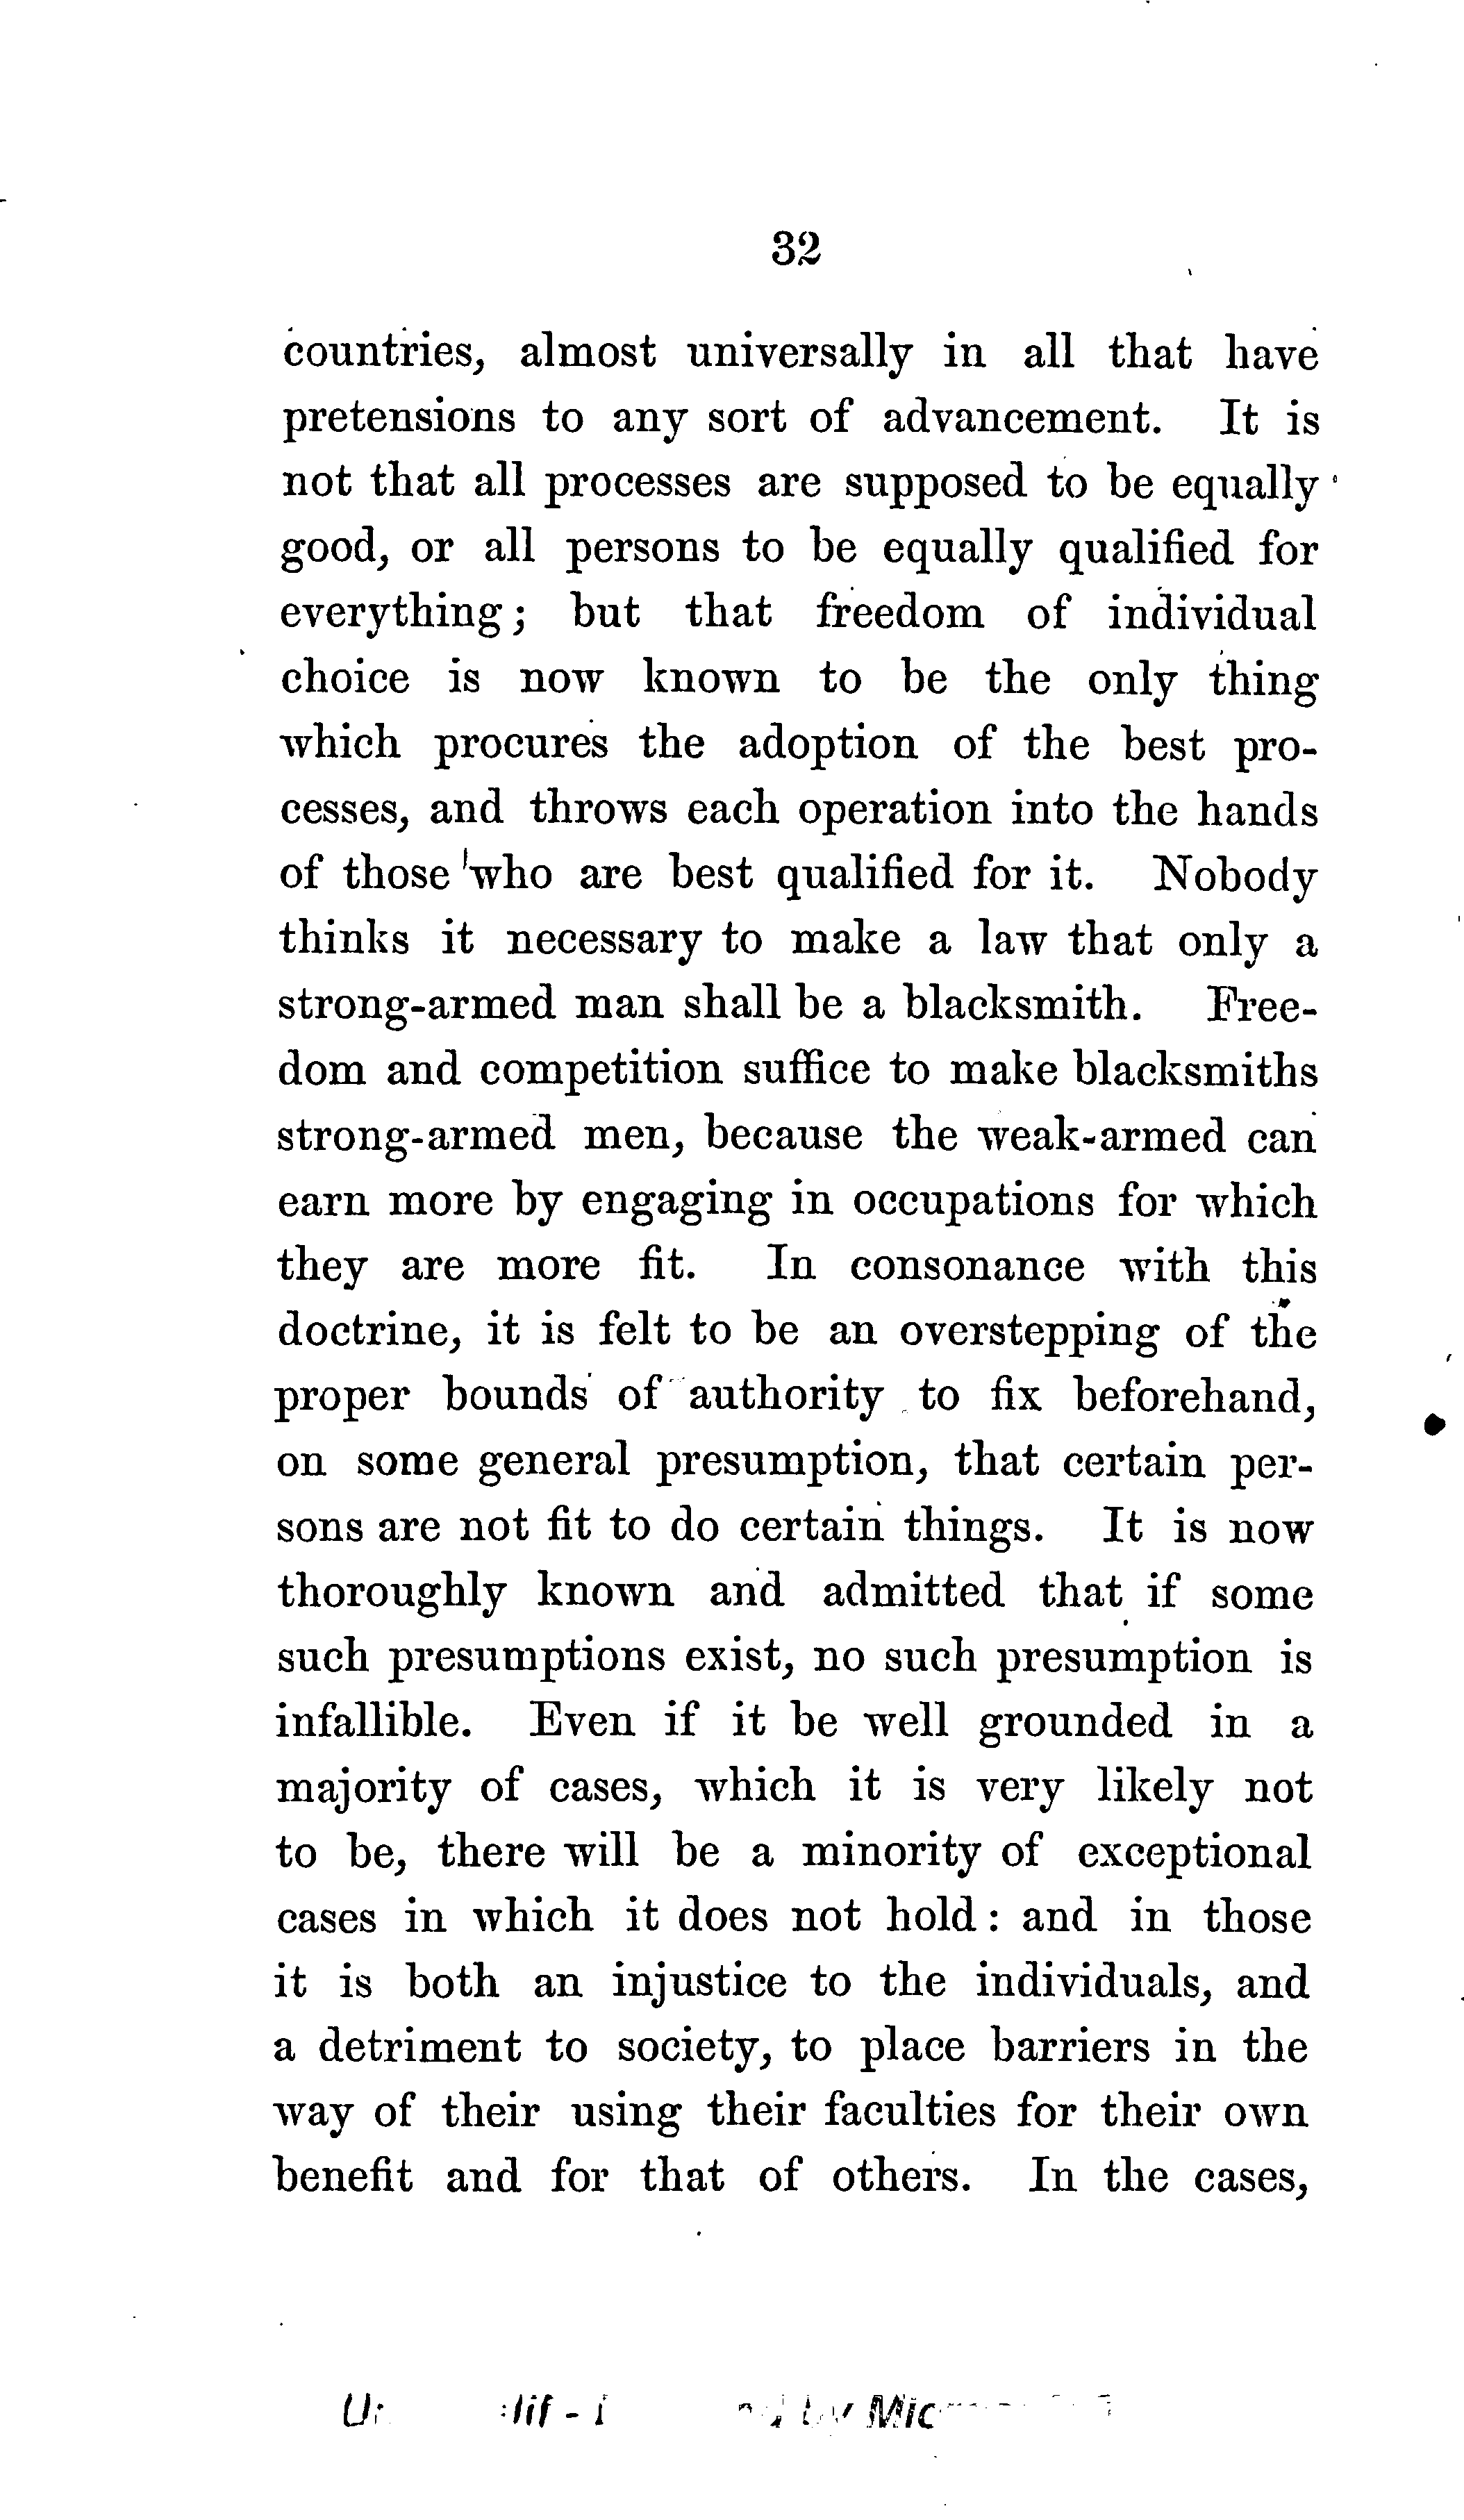 32
countries, almost universally in all that have
pretensions to any sort of advancement. It is
not that all processes are supposed to be equally
good, or all persons to be equally qualified for
everything; but that freedom of individual
choice is now known to be the only thing
which procures the adoption of the best pro-
cesses, and throws each operation into the hands
of those who are best qualified for it. Nobody
thinks it necessary to make a law that only a
strong-armed man shall be a blacksmith. Free-
dom and competition suffice to make blacksmiths
strong-armed men, because the weak-armed can
earn more by engaging in occupations for which
they are more fit. In consonance with this
doctrine, it is felt to be an overstepping of the
proper bounds of authority to fix beforehand,
on some general presumption, that certain per-
sons are not fit to do certain things. It is now
thoroughly known and admitted that if some
such presumptions exist, no such presumption is
infallible. Even if it be well grounded in a
majority of cases, which it is very likely not
to be, there will be a minority of exceptional
cases in which it does not hold: and in those
it is both an injustice to the individuals, and
a detriment to society, to place barriers in the
way of their using their faculties for their own
benefit and for that of others. In the cases,